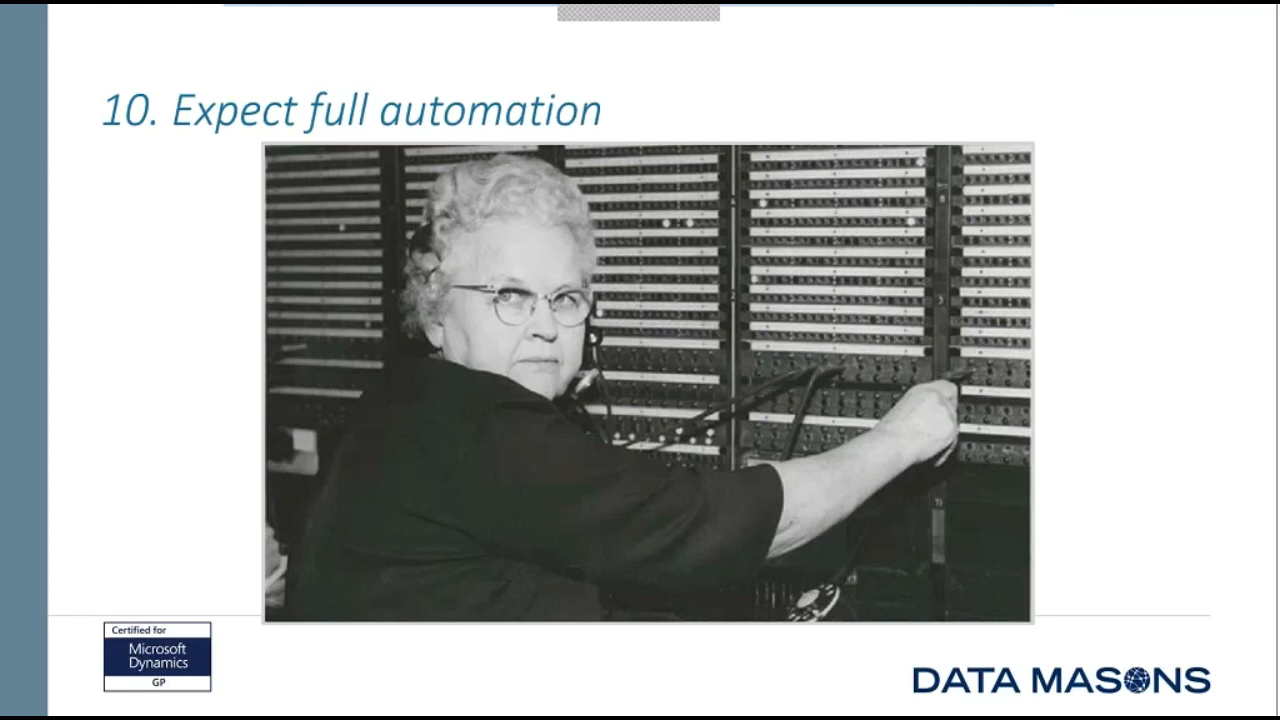 10. Expect full automation
Certified for
Microsoft
Dynamics
GP
DATA MASONS